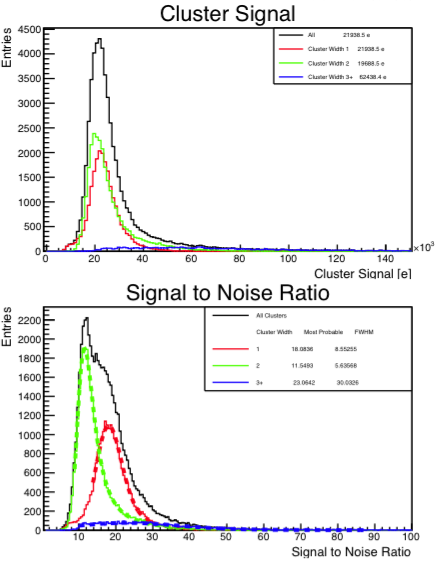 Cluster Signal
Entries
4500
4000
3500
3000
2500
2000
1500
1000
500
0
All 21938.5 e
Cluster Width 1 21938.5 e
Cluster Width 2 19688.5 e
Cluster Width 3+ 62438.4 e
0 20 40 60 80 100 120 140 ×10³
Cluster Signal [e]
Signal to Noise Ratio
Entries
2200
2000
1800
1600
1400
1200
1000
800
600
400
200
0
All Clusters
Cluster Width Most Probable FWHM
1 18.0836 8.55255
2 11.5493 5.63568
3+ 23.0642 30.0326
10 20 30 40 50 60 70 80 90 100
Signal to Noise Ratio